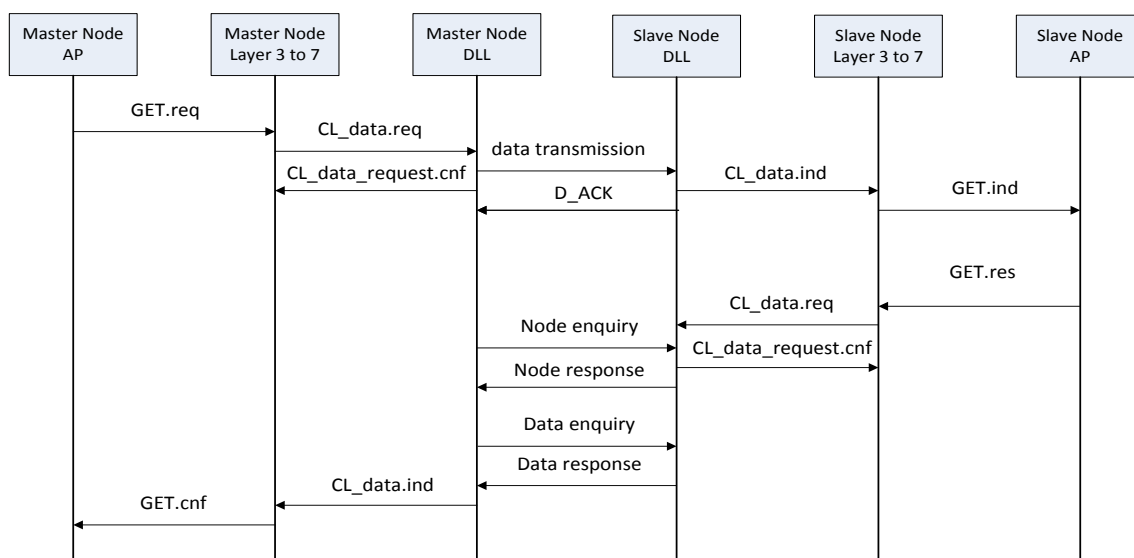 Master Node
AP
Master Node
Layer 3 to 7
Master Node
DLL
Slave Node
DLL
Slave Node
Layer 3 to 7
Slave Node
AP
GET.req
CL_data.req
data transmission
CL_data_request.cnf
CL_data.ind
D_ACK
GET.ind
GET.res
CL_data.req
Node enquiry
CL_data_request.cnf
Node response
Data enquiry
Data response
CL_data.ind
GET.cnf